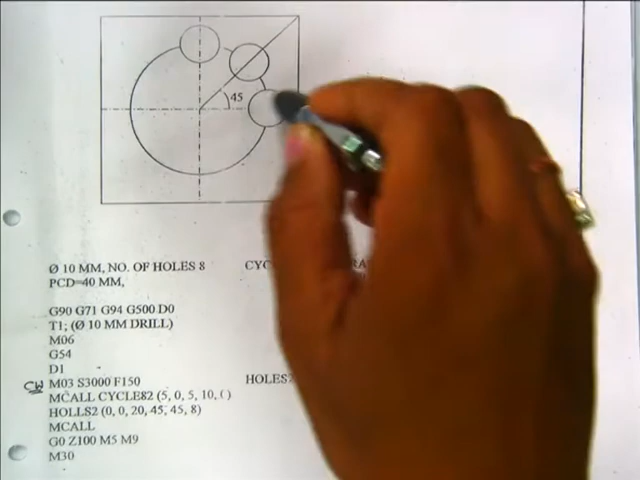 45
Ø 10 MM, NO. OF HOLES 8 CYC
PCD=40 MM,
G90 G71 G94 G500 D0
T1; (Ø 10 MM DRILL)
M06
G54
D1
CW M03 S3000 F150 HOLES
MCALL CYCLE82 (5, 0, 5, 10, ()
HOLLS2 (0, 0, 20, 45, 45, 8)
MCALL
G0 Z100 M5 M9
M30